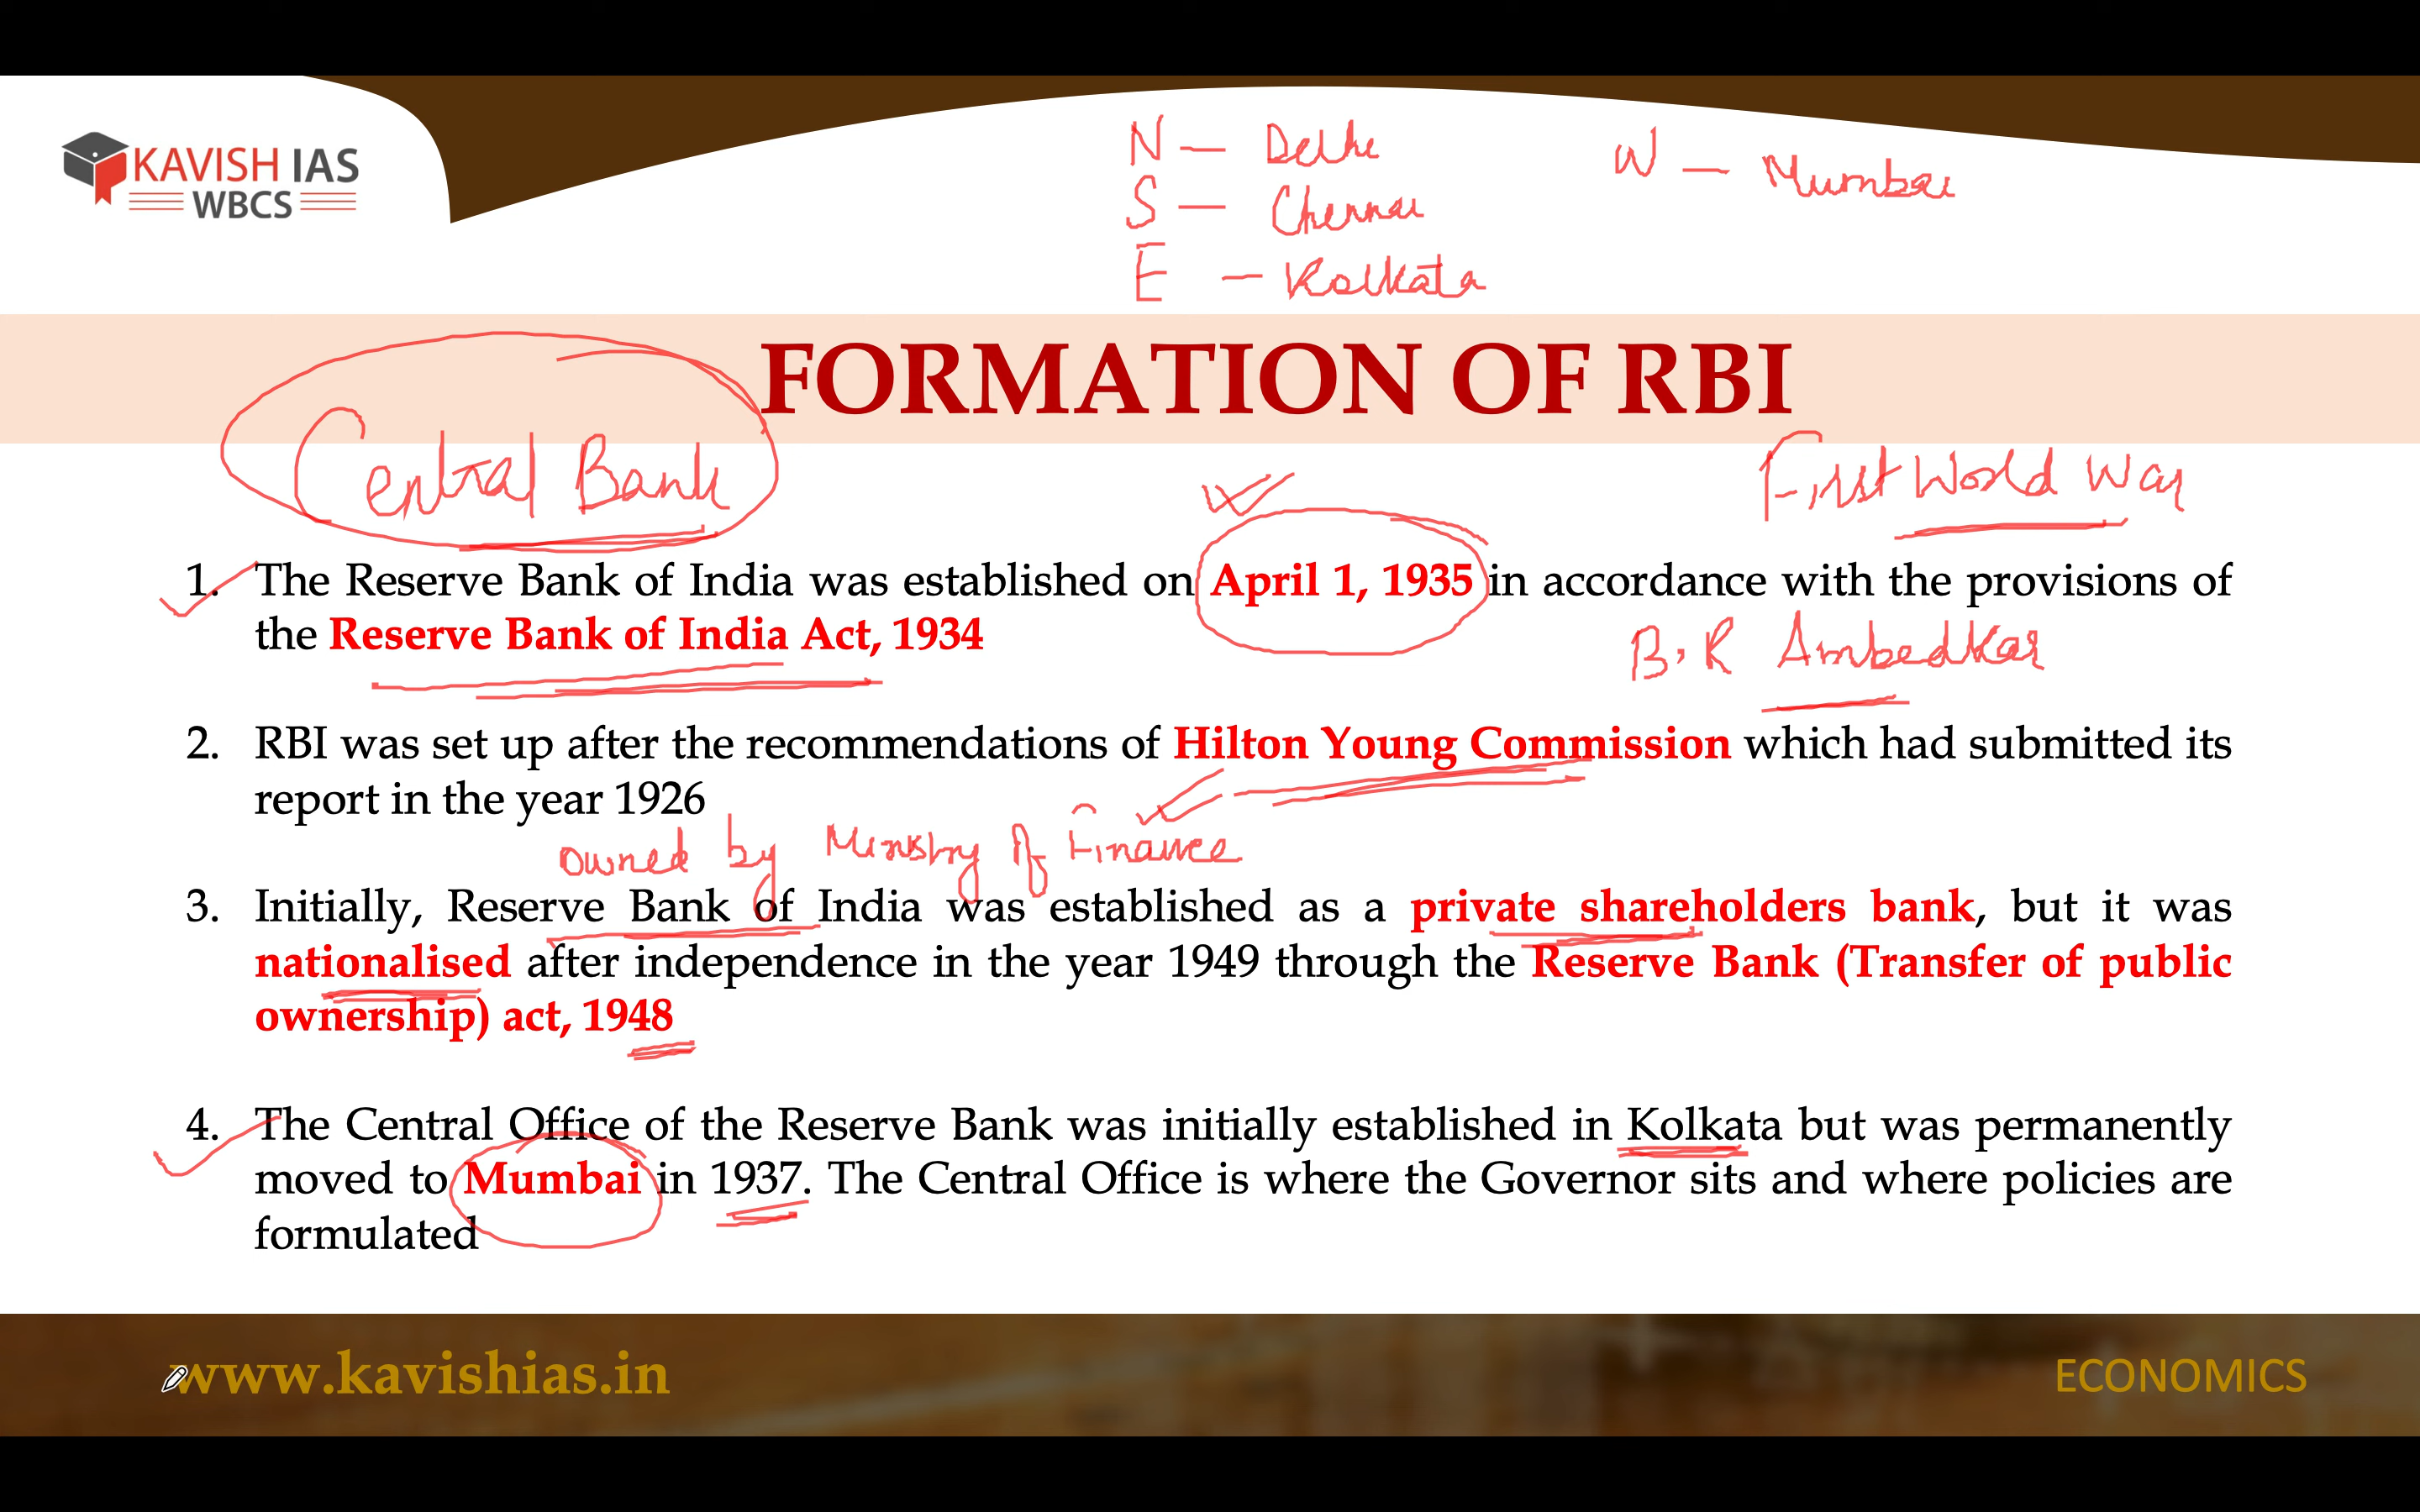 KAVISH IAS
WBCS
N – Delhi
W – Mumbai
S – Chennai
E – Kolkata
FORMATION OF RBI
Central Bank
First World War
1. The Reserve Bank of India was established on April 1, 1935 in accordance with the provisions of
the Reserve Bank of India Act, 1934
B.R Ambedkar
2. RBI was set up after the recommendations of Hilton Young Commission which had submitted its
report in the year 1926
owned by Ministry of Finance
3. Initially, Reserve Bank of India was established as a private shareholders bank, but it was
nationalised after independence in the year 1949 through the Reserve Bank (Transfer of public
ownership) act, 1948
4. The Central Office of the Reserve Bank was initially established in Kolkata but was permanently
moved to Mumbai in 1937. The Central Office is where the Governor sits and where policies are
formulated
www.kavishias.in
ECONOMICS